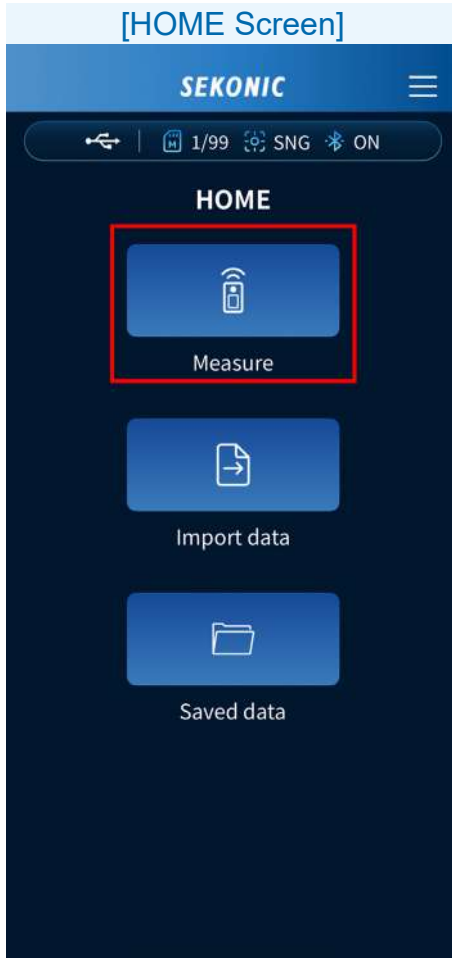 [HOME Screen]
SEKONIC
M 1/99 SNG ON
HOME
Measure
Import data
Saved data